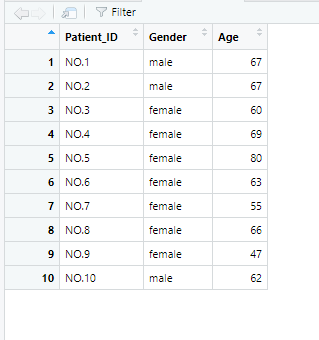 Filter
Patient_ID Gender Age
1 NO.1 male 67
2 NO.2 male 67
3 NO.3 female 60
4 NO.4 female 69
5 NO.5 female 80
6 NO.6 female 63
7 NO.7 female 55
8 NO.8 female 66
9 NO.9 female 47
10 NO.10 male 62